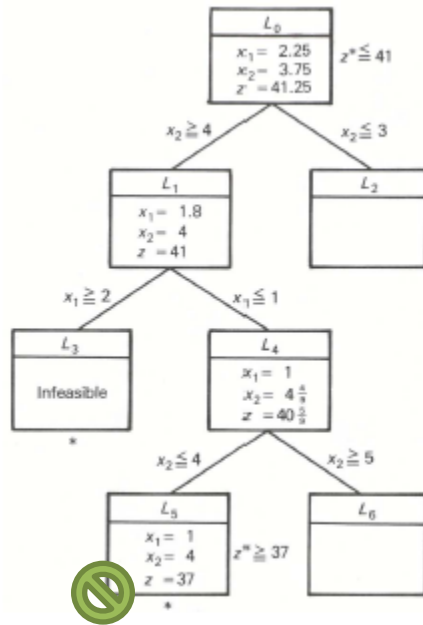 L₀
x₁ = 2.25
x₂ = 3.75
z = 41.25
z* ≦ 41
x₂ ≧ 4
x₂ ≦ 3
L₁
x₁ = 1.8
x₂ = 4
z = 41
L₂
x₁ ≧ 2
x₁ ≦ 1
L₃
Infeasible
*
L₄
x₁ = 1
x₂ = 4 4/9
z = 40 5/9
x₂ ≦ 4
x₂ ≧ 5
L₅
x₁ = 1
x₂ = 4
z = 37
*
z* ≧ 37
L₆